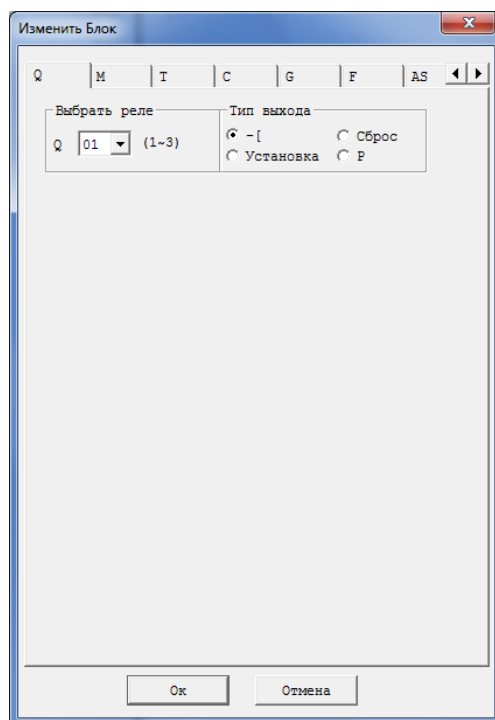 Изменить Блок
Q M T C G F AS
Выбрать реле Тип выхода
Q 01 (1~3) -[ Сброс
Установка P
Ок Отмена